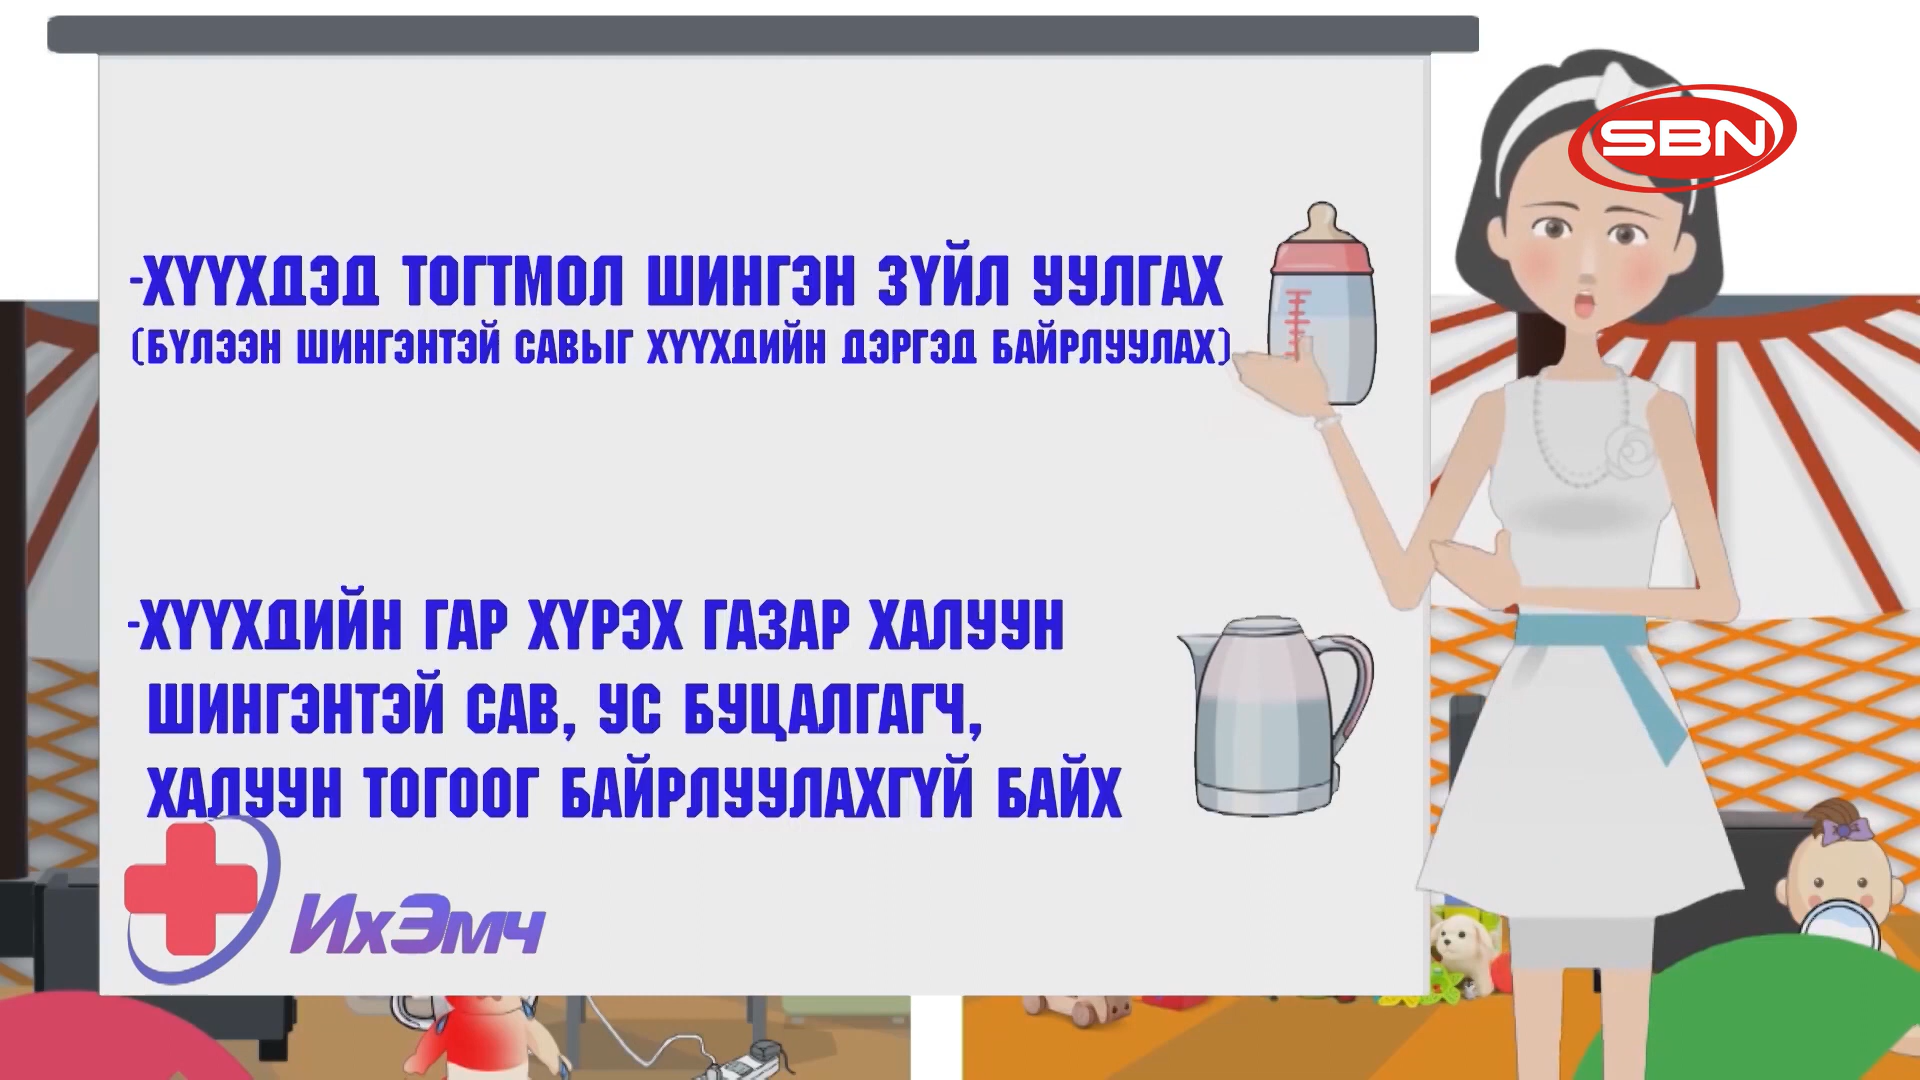 SBN
-ХҮҮХДЭД ТОГТМОЛ ШИНГЭН ЗҮЙЛ УУЛГАХ
(БҮЛЭЭН ШИНГЭНТЭЙ САВЫГ ХҮҮХДИЙН ДЭРГЭД БАЙРЛУУЛАХ)
-ХҮҮХДИЙН ГАР ХҮРЭХ ГАЗАР ХАЛУУН
ШИНГЭНТЭЙ САВ, УС БУЦАЛГАГЧ,
ХАЛУУН ТОГООГ БАЙРЛУУЛАХГҮЙ БАЙХ
ИхЭмч